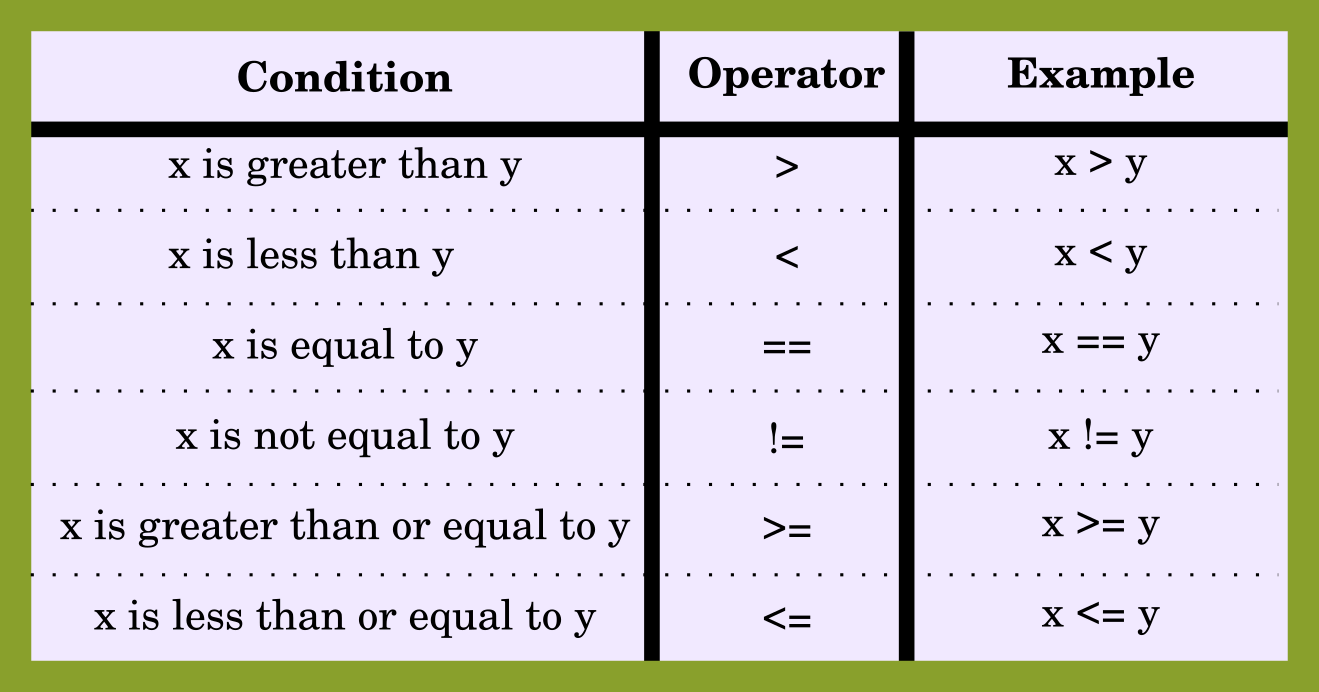 Condition Operator Example
x is greater than y > x > y
x is less than y < x < y
x is equal to y == x == y
x is not equal to y != x != y
x is greater than or equal to y >= x >= y
x is less than or equal to y <= x <= y